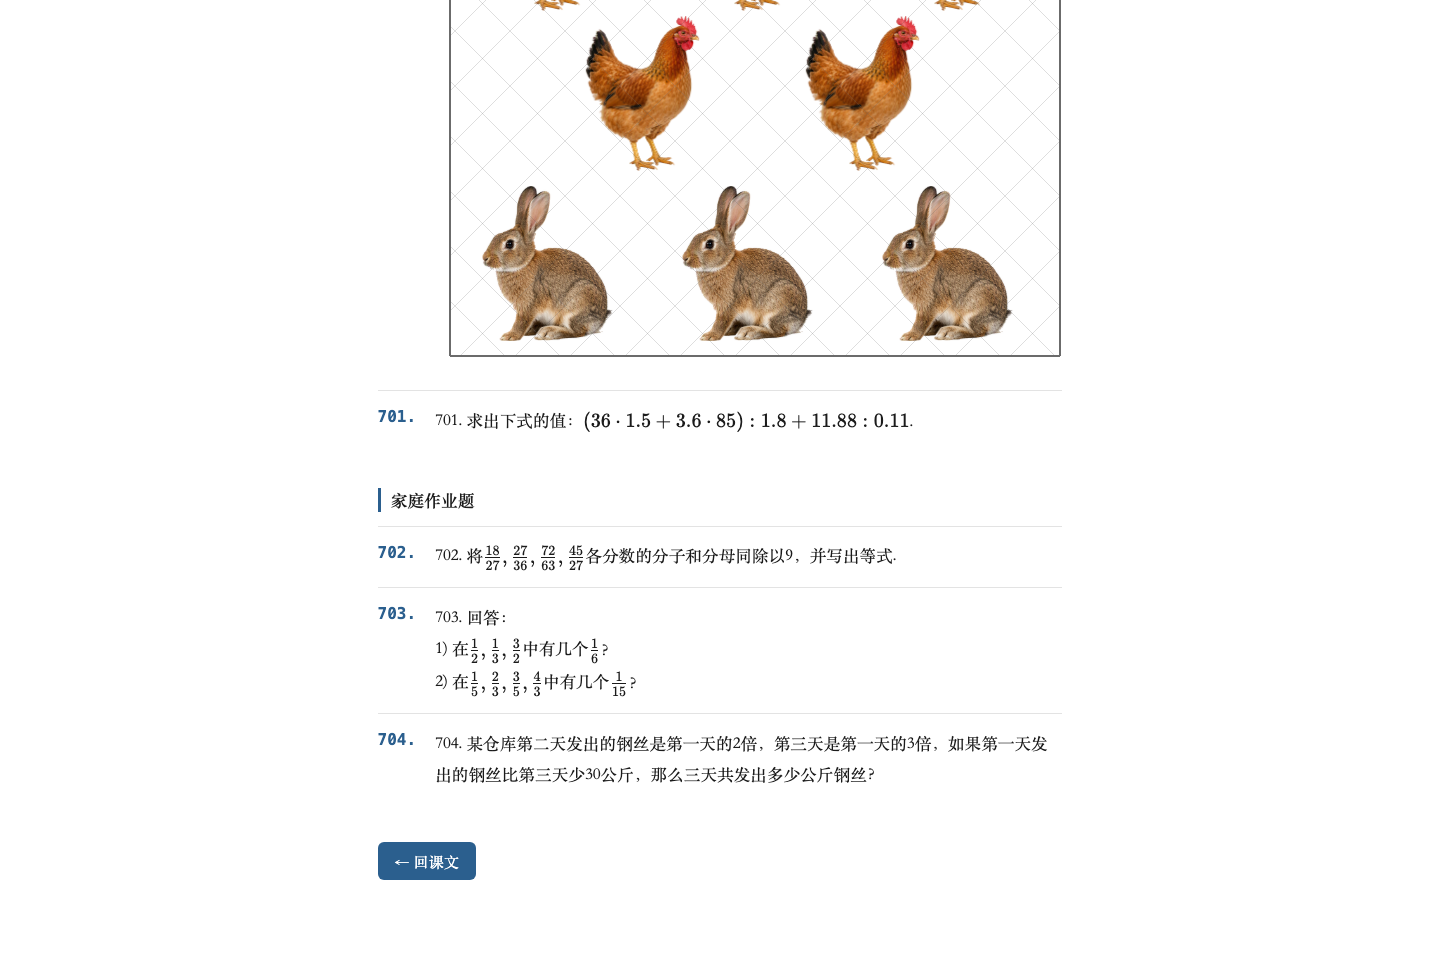 701. 701. 求出下式的值：(36 · 1.5 + 3.6 · 85) : 1.8 + 11.88 : 0.11.
家庭作业题
702. 702. 将18/27, 27/36, 72/63, 45/27各分数的分子和分母同除以9，并写出等式.
703. 703. 回答：
1) 在1/2, 1/3, 3/2中有几个1/6?
2) 在1/5, 2/3, 3/5, 4/3中有几个1/15?
704. 704. 某仓库第二天发出的钢丝是第一天的2倍，第三天是第一天的3倍，如果第一天发
出的钢丝比第三天少30公斤，那么三天共发出多少公斤钢丝?
← 回课文